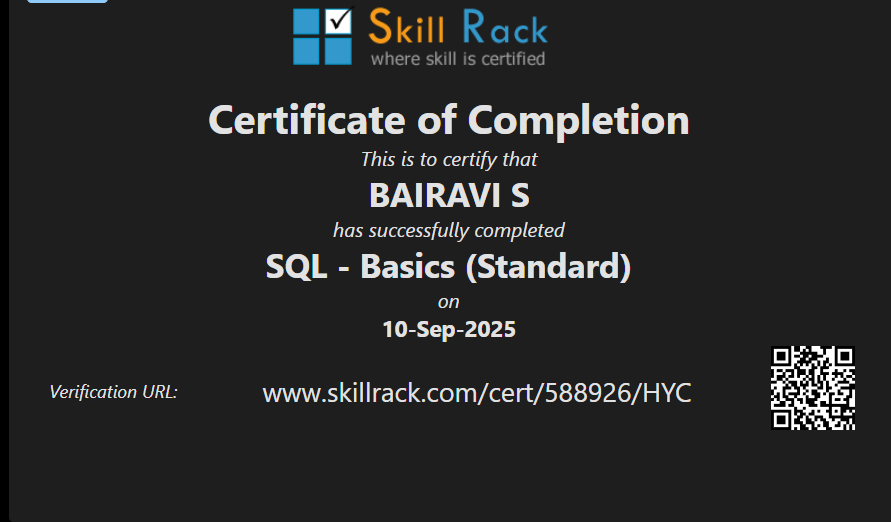 Skill Rack
where skill is certified
Certificate of Completion
This is to certify that
BAIRAVI S
has successfully completed
SQL - Basics (Standard)
on
10-Sep-2025
Verification URL: www.skillrack.com/cert/588926/HYC